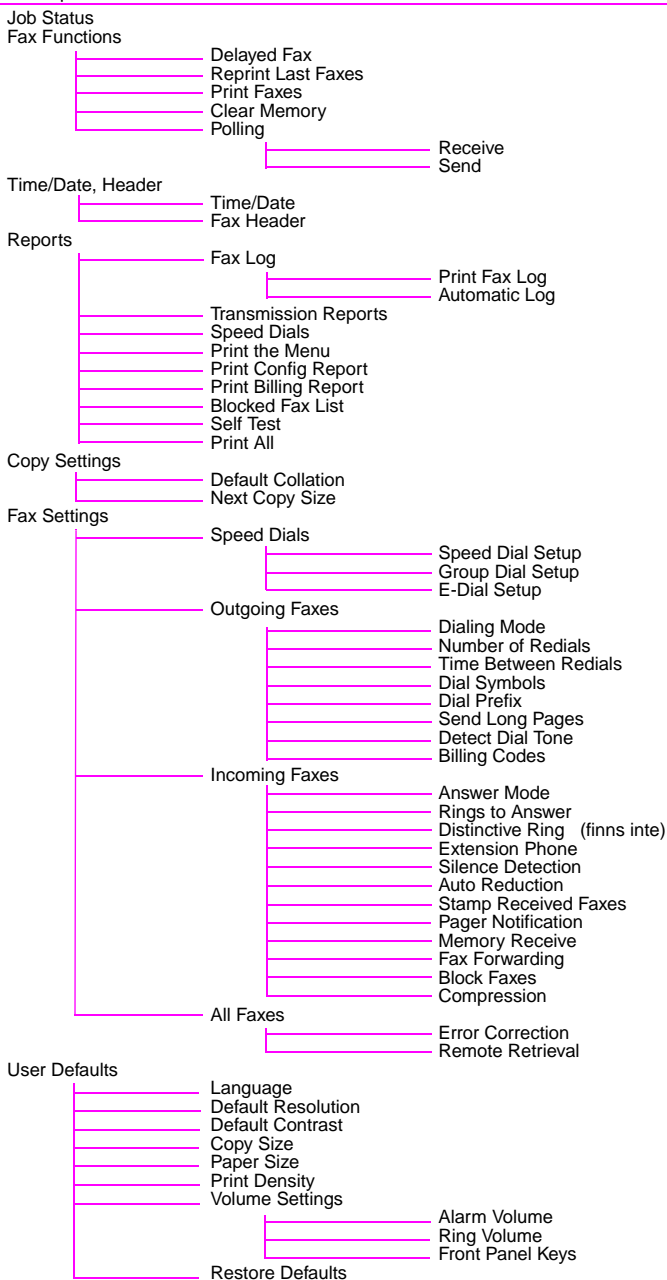 Job Status
Fax Functions
Delayed Fax
Reprint Last Faxes
Print Faxes
Clear Memory
Polling
Receive
Send
Time/Date, Header
Time/Date
Fax Header
Reports
Fax Log
Print Fax Log
Automatic Log
Transmission Reports
Speed Dials
Print the Menu
Print Config Report
Print Billing Report
Blocked Fax List
Self Test
Print All
Copy Settings
Default Collation
Next Copy Size
Fax Settings
Speed Dials
Speed Dial Setup
Group Dial Setup
E-Dial Setup
Outgoing Faxes
Dialing Mode
Number of Redials
Time Between Redials
Dial Symbols
Dial Prefix
Send Long Pages
Detect Dial Tone
Billing Codes
Incoming Faxes
Answer Mode
Rings to Answer
Distinctive Ring (finns inte)
Extension Phone
Silence Detection
Auto Reduction
Stamp Received Faxes
Pager Notification
Memory Receive
Fax Forwarding
Block Faxes
Compression
All Faxes
Error Correction
Remote Retrieval
User Defaults
Language
Default Resolution
Default Contrast
Copy Size
Paper Size
Print Density
Volume Settings
Alarm Volume
Ring Volume
Front Panel Keys
Restore Defaults